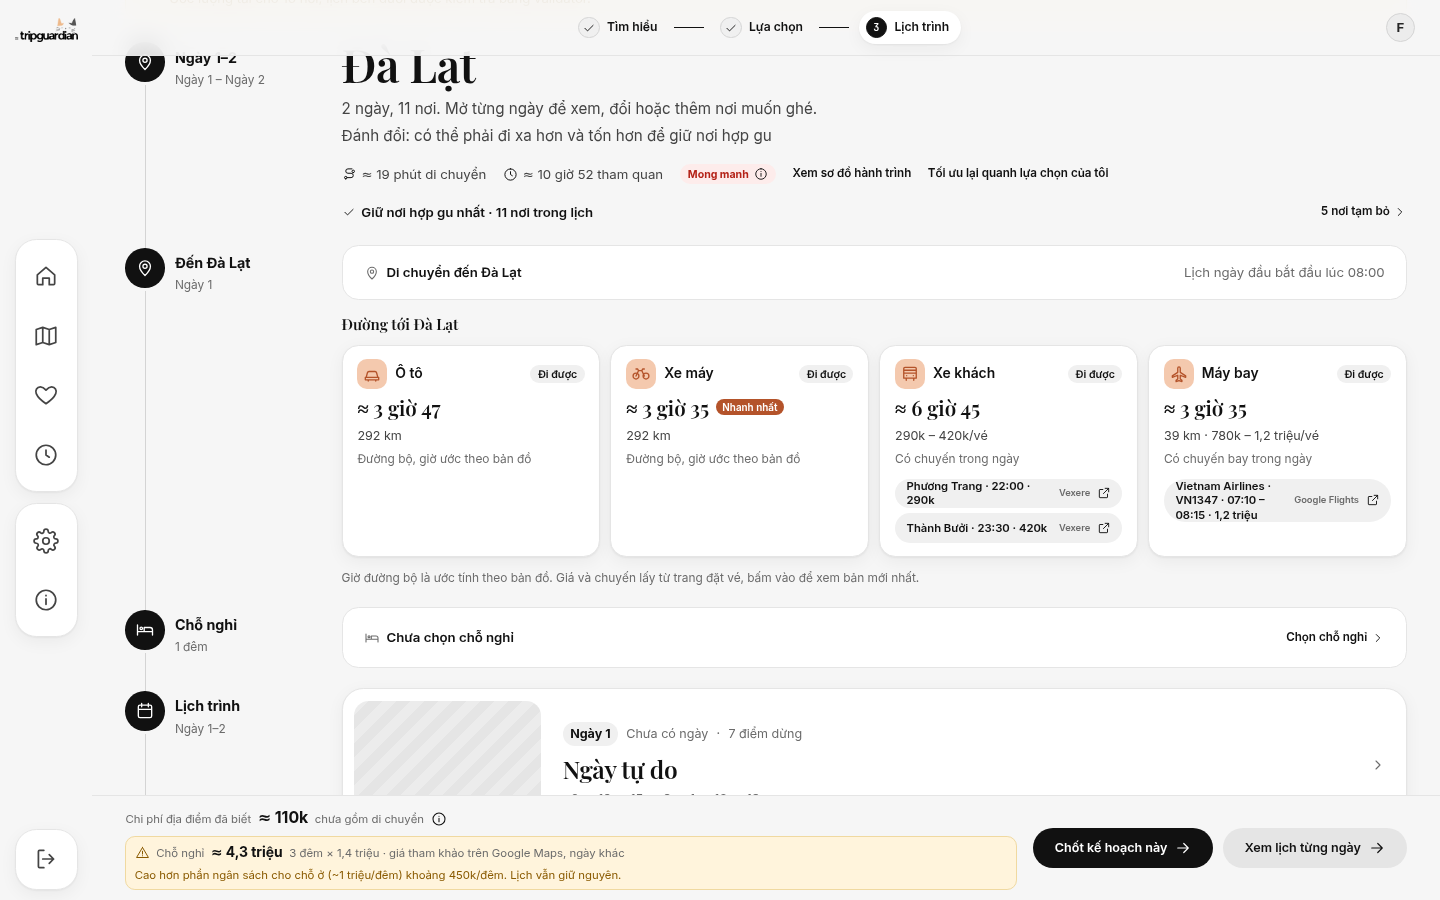 tripguardian
Tìm hiểu
Lựa chọn
3 Lịch trình
F
Ngày 1–2
Ngày 1 – Ngày 2
Đà Lạt
2 ngày, 11 nơi. Mở từng ngày để xem, đổi hoặc thêm nơi muốn ghé.
Đánh đổi: có thể phải đi xa hơn và tốn hơn để giữ nơi hợp gu
≈ 19 phút di chuyển
≈ 10 giờ 52 tham quan
Mong manh
Xem sơ đồ hành trình
Tối ưu lại quanh lựa chọn của tôi
Giữ nơi hợp gu nhất · 11 nơi trong lịch
5 nơi tạm bỏ
Đến Đà Lạt
Ngày 1
Di chuyển đến Đà Lạt
Lịch ngày đầu bắt đầu lúc 08:00
Đường tới Đà Lạt
Ô tô
Đi được
≈ 3 giờ 47
292 km
Đường bộ, giờ ước theo bản đồ
Xe máy
Đi được
≈ 3 giờ 35
Nhanh nhất
292 km
Đường bộ, giờ ước theo bản đồ
Xe khách
Đi được
≈ 6 giờ 45
290k – 420k/vé
Có chuyến trong ngày
Phương Trang · 22:00 ·
290k
Vexere
Thành Bưởi · 23:30 · 420k
Vexere
Máy bay
Đi được
≈ 3 giờ 35
39 km · 780k – 1,2 triệu/vé
Có chuyến bay trong ngày
Vietnam Airlines ·
VN1347 · 07:10 –
08:15 · 1,2 triệu
Google Flights
Giờ đường bộ là ước tính theo bản đồ. Giá và chuyến lấy từ trang đặt vé, bấm vào để xem bản mới nhất.
Chỗ nghỉ
1 đêm
Chưa chọn chỗ nghỉ
Chọn chỗ nghỉ
Lịch trình
Ngày 1–2
Ngày 1
Chưa có ngày · 7 điểm dừng
Ngày tự do
Chi phí địa điểm đã biết ≈ 110k chưa gồm di chuyển
Chỗ nghỉ ≈ 4,3 triệu 3 đêm × 1,4 triệu · giá tham khảo trên Google Maps, ngày khác
Cao hơn phần ngân sách cho chỗ ở (~1 triệu/đêm) khoảng 450k/đêm. Lịch vẫn giữ nguyên.
Chốt kế hoạch này
Xem lịch từng ngày